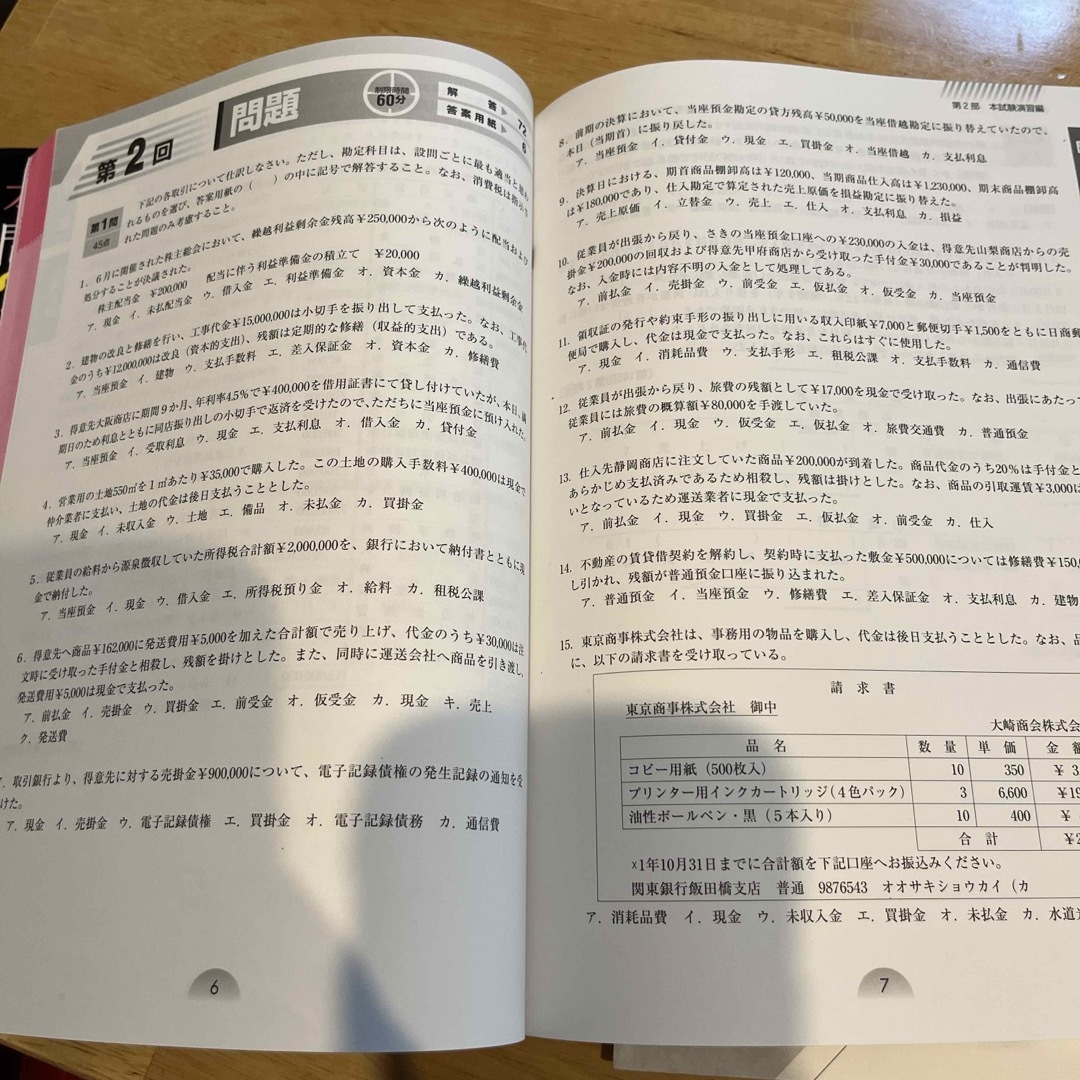 第2回
問題
制限時間
60分
解答 72
答案用紙 6
第1問
45点
下記の各取引について仕訳しなさい。ただし、勘定科目は、設問ごとに最も適当と思わ
れるものを選び、答案用紙の（　）の中に記号で解答すること。なお、消費税は指示さ
れた問題のみ考慮すること。
1．6月に開催された株主総会において、繰越利益剰余金残高￥250,000から次のように配当および
処分することが決議された。
株主配当金 ￥200,000　配当に伴う利益準備金の積立て ￥20,000
ア．現金 イ．未払配当金 ウ．借入金 エ．利益準備金 オ．資本金 カ．繰越利益剰余金
2．建物の改良と修繕を行い、工事代金￥15,000,000は小切手を振り出して支払った。なお、工事代
金のうち￥12,000,000は改良（資本的支出）、残額は定期的な修繕（収益的支出）である。
ア．当座預金 イ．建物 ウ．支払手数料 エ．差入保証金 オ．資本金 カ．修繕費
3．得意先大阪商店に期間9か月、年利率4.5％で￥400,000を借用証書にて貸し付けていたが、本日、満
期日のため利息とともに同店振り出しの小切手で返済を受けたので、ただちに当座預金に預け入れた。
ア．当座預金 イ．受取利息 ウ．現金 エ．支払利息 オ．借入金 カ．貸付金
4．営業用の土地550㎡を1㎡あたり￥35,000で購入した。この土地の購入手数料￥400,000は現金で
仲介業者に支払い、土地の代金は後日支払うこととした。
ア．現金 イ．未収入金 ウ．土地 エ．備品 オ．未払金 カ．買掛金
5．従業員の給料から源泉徴収していた所得税合計額￥2,000,000を、銀行において納付書とともに現
金で納付した。
ア．当座預金 イ．現金 ウ．借入金 エ．所得税預り金 オ．給料 カ．租税公課
6．得意先へ商品￥162,000に発送費用￥5,000を加えた合計額で売り上げ、代金のうち￥30,000は注
文時に受け取った手付金と相殺し、残額を掛けとした。また、同時に運送会社へ商品を引き渡し、
発送費用￥5,000は現金で支払った。
ア．前払金 イ．売掛金 ウ．買掛金 エ．前受金 オ．仮受金 カ．現金 キ．売上
ク．発送費
．取引銀行より、得意先に対する売掛金￥900,000について、電子記録債権の発生記録の通知を受
けた。
ア．現金 イ．売掛金 ウ．電子記録債権 エ．買掛金 オ．電子記録債務 カ．通信費
6
第2部 本試験演習編
8．前期の決算において、当座預金勘定の貸方残高￥50,000を当座借越勘定に振り替えていたので、
本日（当期首）に振り戻した。
ア．当座預金 イ．貸付金 ウ．現金 エ．買掛金 オ．当座借越 カ．支払利息
9．決算日における、期首商品棚卸高は￥120,000、当期商品仕入高は￥1,230,000、期末商品棚卸高
は￥180,000であり、仕入勘定で算定された売上原価を損益勘定に振り替えた。
ア．売上原価 イ．立替金 ウ．売上 エ．仕入 オ．支払利息 カ．損益
10．従業員が出張から戻り、さきの当座預金口座への￥230,000の入金は、得意先山梨商店からの売
掛金￥200,000の回収および得意先甲府商店から受け取った手付金￥30,000であることが判明した。
なお、入金時には内容不明の入金として処理してある。
ア．前払金 イ．売掛金 ウ．前受金 エ．仮払金 オ．仮受金 カ．当座預金
11．領収証の発行や約束手形の振り出しに用いる収入印紙￥7,000と郵便切手￥1,500をともに日商郵
便局で購入し、代金は現金で支払った。なお、これらはすぐに使用した。
ア．現金 イ．消耗品費 ウ．支払手形 エ．租税公課 オ．支払手数料 カ．通信費
12．従業員が出張から戻り、旅費の残額として￥17,000を現金で受け取った。なお、出張にあたって
従業員には旅費の概算額￥80,000を手渡していた。
ア．前払金 イ．現金 ウ．仮受金 エ．仮払金 オ．旅費交通費 カ．普通預金
13．仕入先静岡商店に注文していた商品￥200,000が到着した。商品代金のうち20％は手付金と
あらかじめ支払済みであるため相殺し、残額は掛けとした。なお、商品の引取運賃￥3,000は
いとなっているため運送業者に現金で支払った。
ア．前払金 イ．現金 ウ．買掛金 エ．仮払金 オ．前受金 カ．仕入
14．不動産の賃貸借契約を解約し、契約時に支払った敷金￥500,000については修繕費￥150,
し引かれ、残額が普通預金口座に振り込まれた。
ア．普通預金 イ．当座預金 ウ．修繕費 エ．差入保証金 オ．支払利息 カ．建物
15．東京商事株式会社は、事務用の物品を購入し、代金は後日支払うこととした。なお、品
に、以下の請求書を受け取っている。
請求書
東京商事株式会社 御中
大崎商会株式会
品名 数量 単価 金額
コピー用紙（500枚入） 10 350 ￥3
プリンター用インクカートリッジ（4色パック） 3 6,600 ￥19
油性ボールペン・黒（5本入り） 10 400 ￥
合計 ￥2
x1年10月31日までに合計額を下記口座へお振込みください。
関東銀行飯田橋支店 普通 9876543 オオサキショウカイ（カ
ア．消耗品費 イ．現金 ウ．未収入金 エ．買掛金 オ．未払金 カ．水道
7